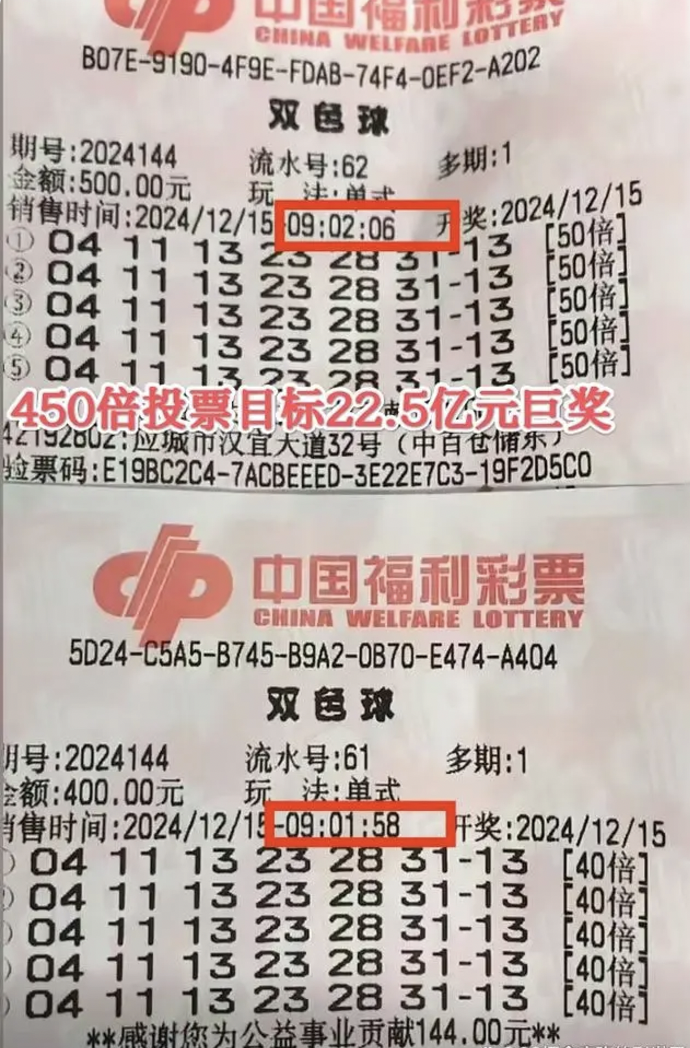 中国福利彩票
CHINA WELFARE LOTTERY
B07E-9190-4F9E-FDAB-74F4-0EF2-A202
双色球
期号:2024144 流水号:62 多期:1
金额:500.00元 玩 法:单式
销售时间:2024/12/15-09:02:06 开奖:2024/12/15
① 04 11 13 23 28 31-13 [50倍]
② 04 11 13 23 28 31-13 [50倍]
③ 04 11 13 23 28 31-13 [50倍]
④ 04 11 13 23 28 31-13 [50倍]
⑤ 04 11 13 23 28 31-13 [50倍]
450倍投票目标22.5亿元巨奖
42192802:应城市汉宜大道32号(中百仓储东)
验票码:E19BC2C4-7ACBEEED-3E22E7C3-19F2D5C0
中国福利彩票
CHINA WELFARE LOTTERY
5D24-C5A5-B745-B9A2-0B70-E474-A404
双色球
期号:2024144 流水号:61 多期:1
金额:400.00元 玩 法:单式
销售时间:2024/12/15-09:01:58 开奖:2024/12/15
04 11 13 23 28 31-13 [40倍]
04 11 13 23 28 31-13 [40倍]
04 11 13 23 28 31-13 [40倍]
04 11 13 23 28 31-13 [40倍]
04 11 13 23 28 31-13 [40倍]
**感谢您为公益事业贡献144.00元**